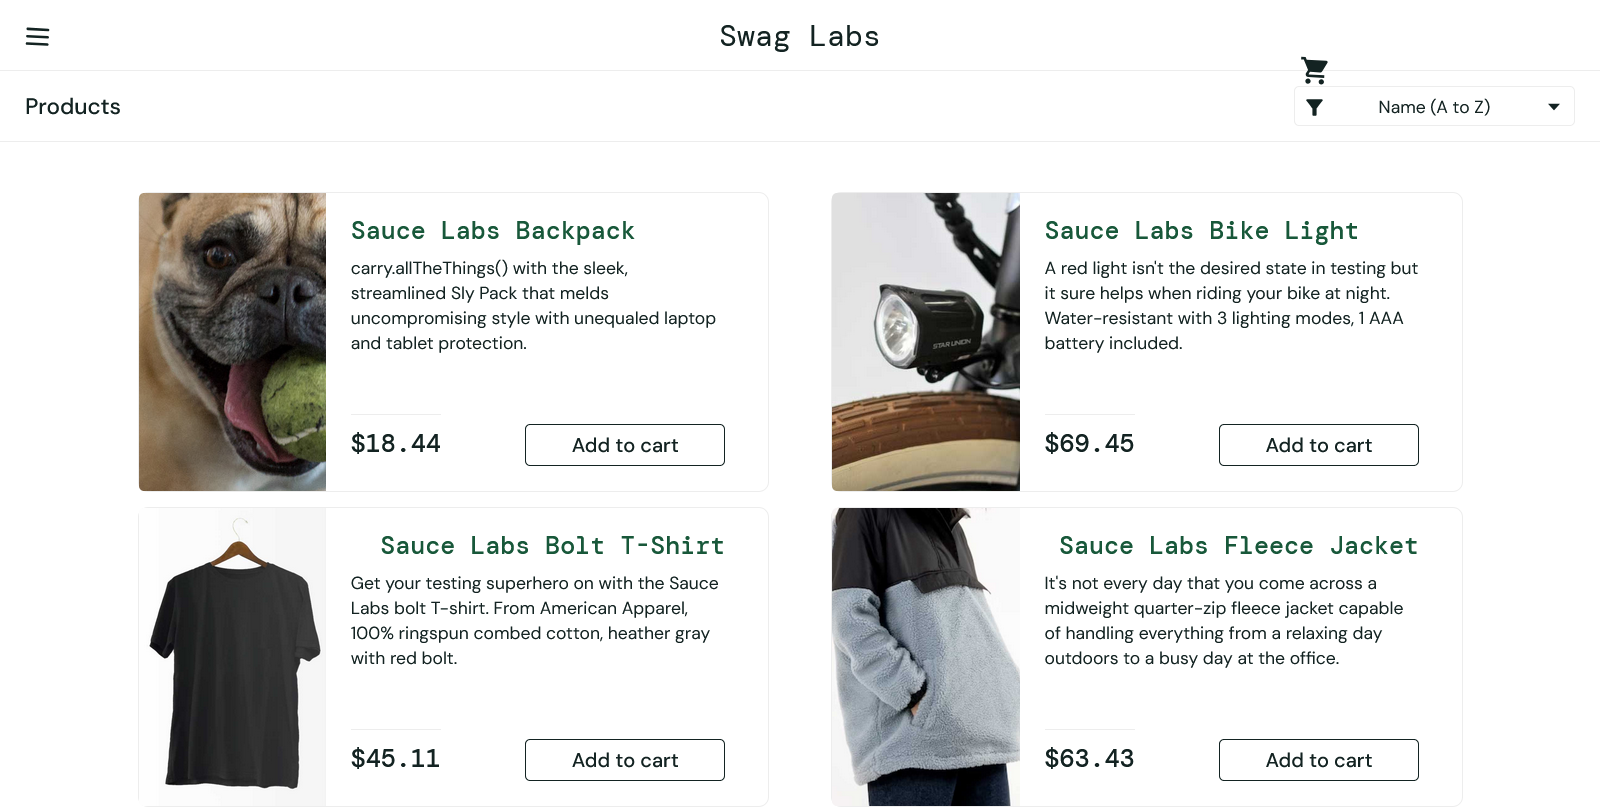 Swag Labs
Products
Name (A to Z)
Sauce Labs Backpack
carry.allTheThings() with the sleek,
streamlined Sly Pack that melds
uncompromising style with unequaled laptop
and tablet protection.
$18.44
Add to cart
Sauce Labs Bike Light
A red light isn't the desired state in testing but
it sure helps when riding your bike at night.
Water-resistant with 3 lighting modes, 1 AAA
battery included.
STAR UNION
$69.45
Add to cart
Sauce Labs Bolt T-Shirt
Get your testing superhero on with the Sauce
Labs bolt T-shirt. From American Apparel,
100% ringspun combed cotton, heather gray
with red bolt.
$45.11
Add to cart
Sauce Labs Fleece Jacket
It's not every day that you come across a
midweight quarter-zip fleece jacket capable
of handling everything from a relaxing day
outdoors to a busy day at the office.
$63.43
Add to cart